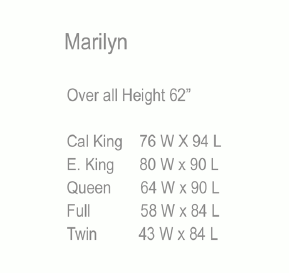 Marilyn
Over all Height 62”
Cal King 76 W X 94 L
E. King 80 W x 90 L
Queen 64 W x 90 L
Full 58 W x 84 L
Twin 43 W x 84 L